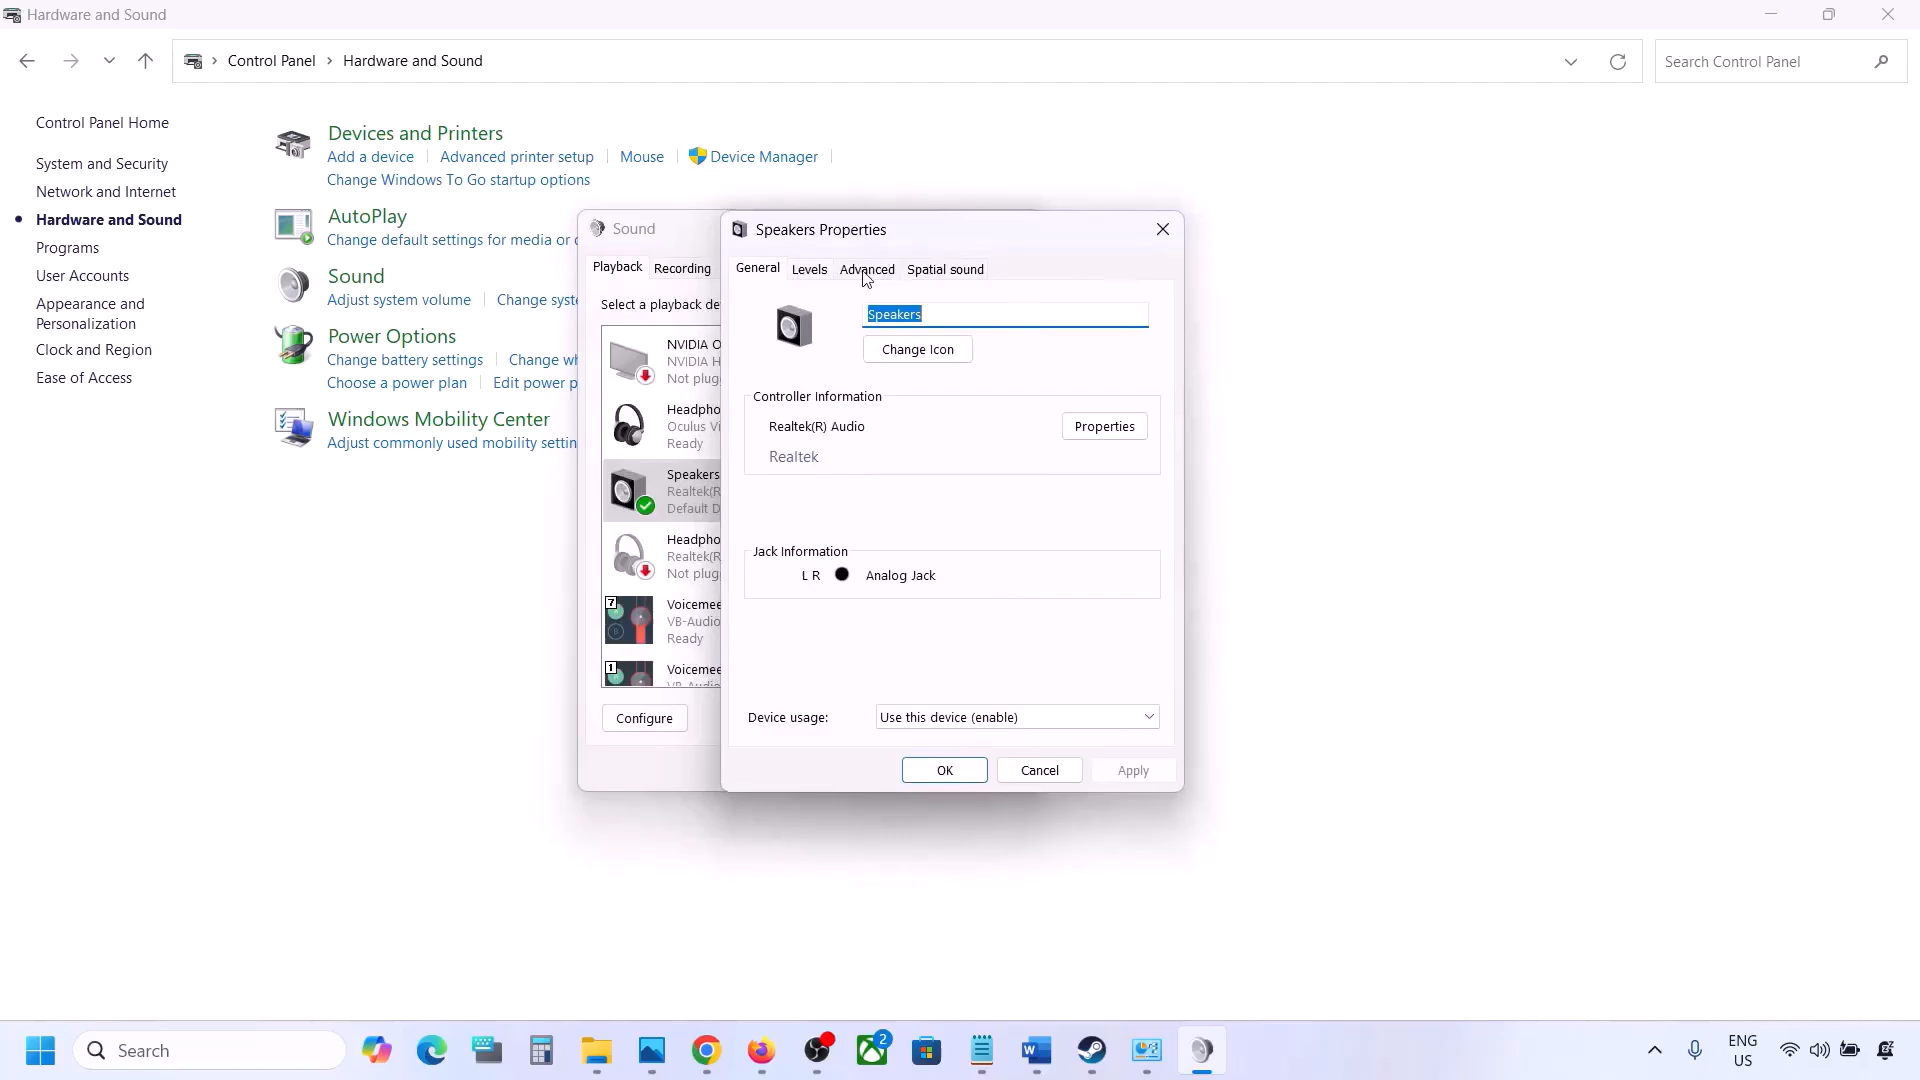 Hardware and Sound
Control Panel > Hardware and Sound
Search Control Panel
Control Panel Home
System and Security
Network and Internet
Hardware and Sound
Programs
User Accounts
Appearance and
Personalization
Clock and Region
Ease of Access
Devices and Printers
Add a device
Advanced printer setup
Mouse
Device Manager
Change Windows To Go startup options
AutoPlay
Change default settings for media or
Sound
Adjust system volume
Change syste
Power Options
Change battery settings
Change wh
Choose a power plan
Edit power p
Windows Mobility Center
Adjust commonly used mobility settin
Sound
Playback
Recording
Select a playback de
NVIDIA O
NVIDIA H
Not plug
Headpho
Oculus Vi
Ready
Speakers
Realtek(R
Default D
Headpho
Realtek(R
Not plug
7
Voicemee
VB-Audio
Ready
1
Voicemee
VB-Audio
Configure
Speakers Properties
General
Levels
Advanced
Spatial sound
Speakers
Change Icon
Controller Information
Realtek(R) Audio
Properties
Realtek
Jack Information
L R
Analog Jack
Device usage:
Use this device (enable)
OK
Cancel
Apply
Search
2
ENG
US